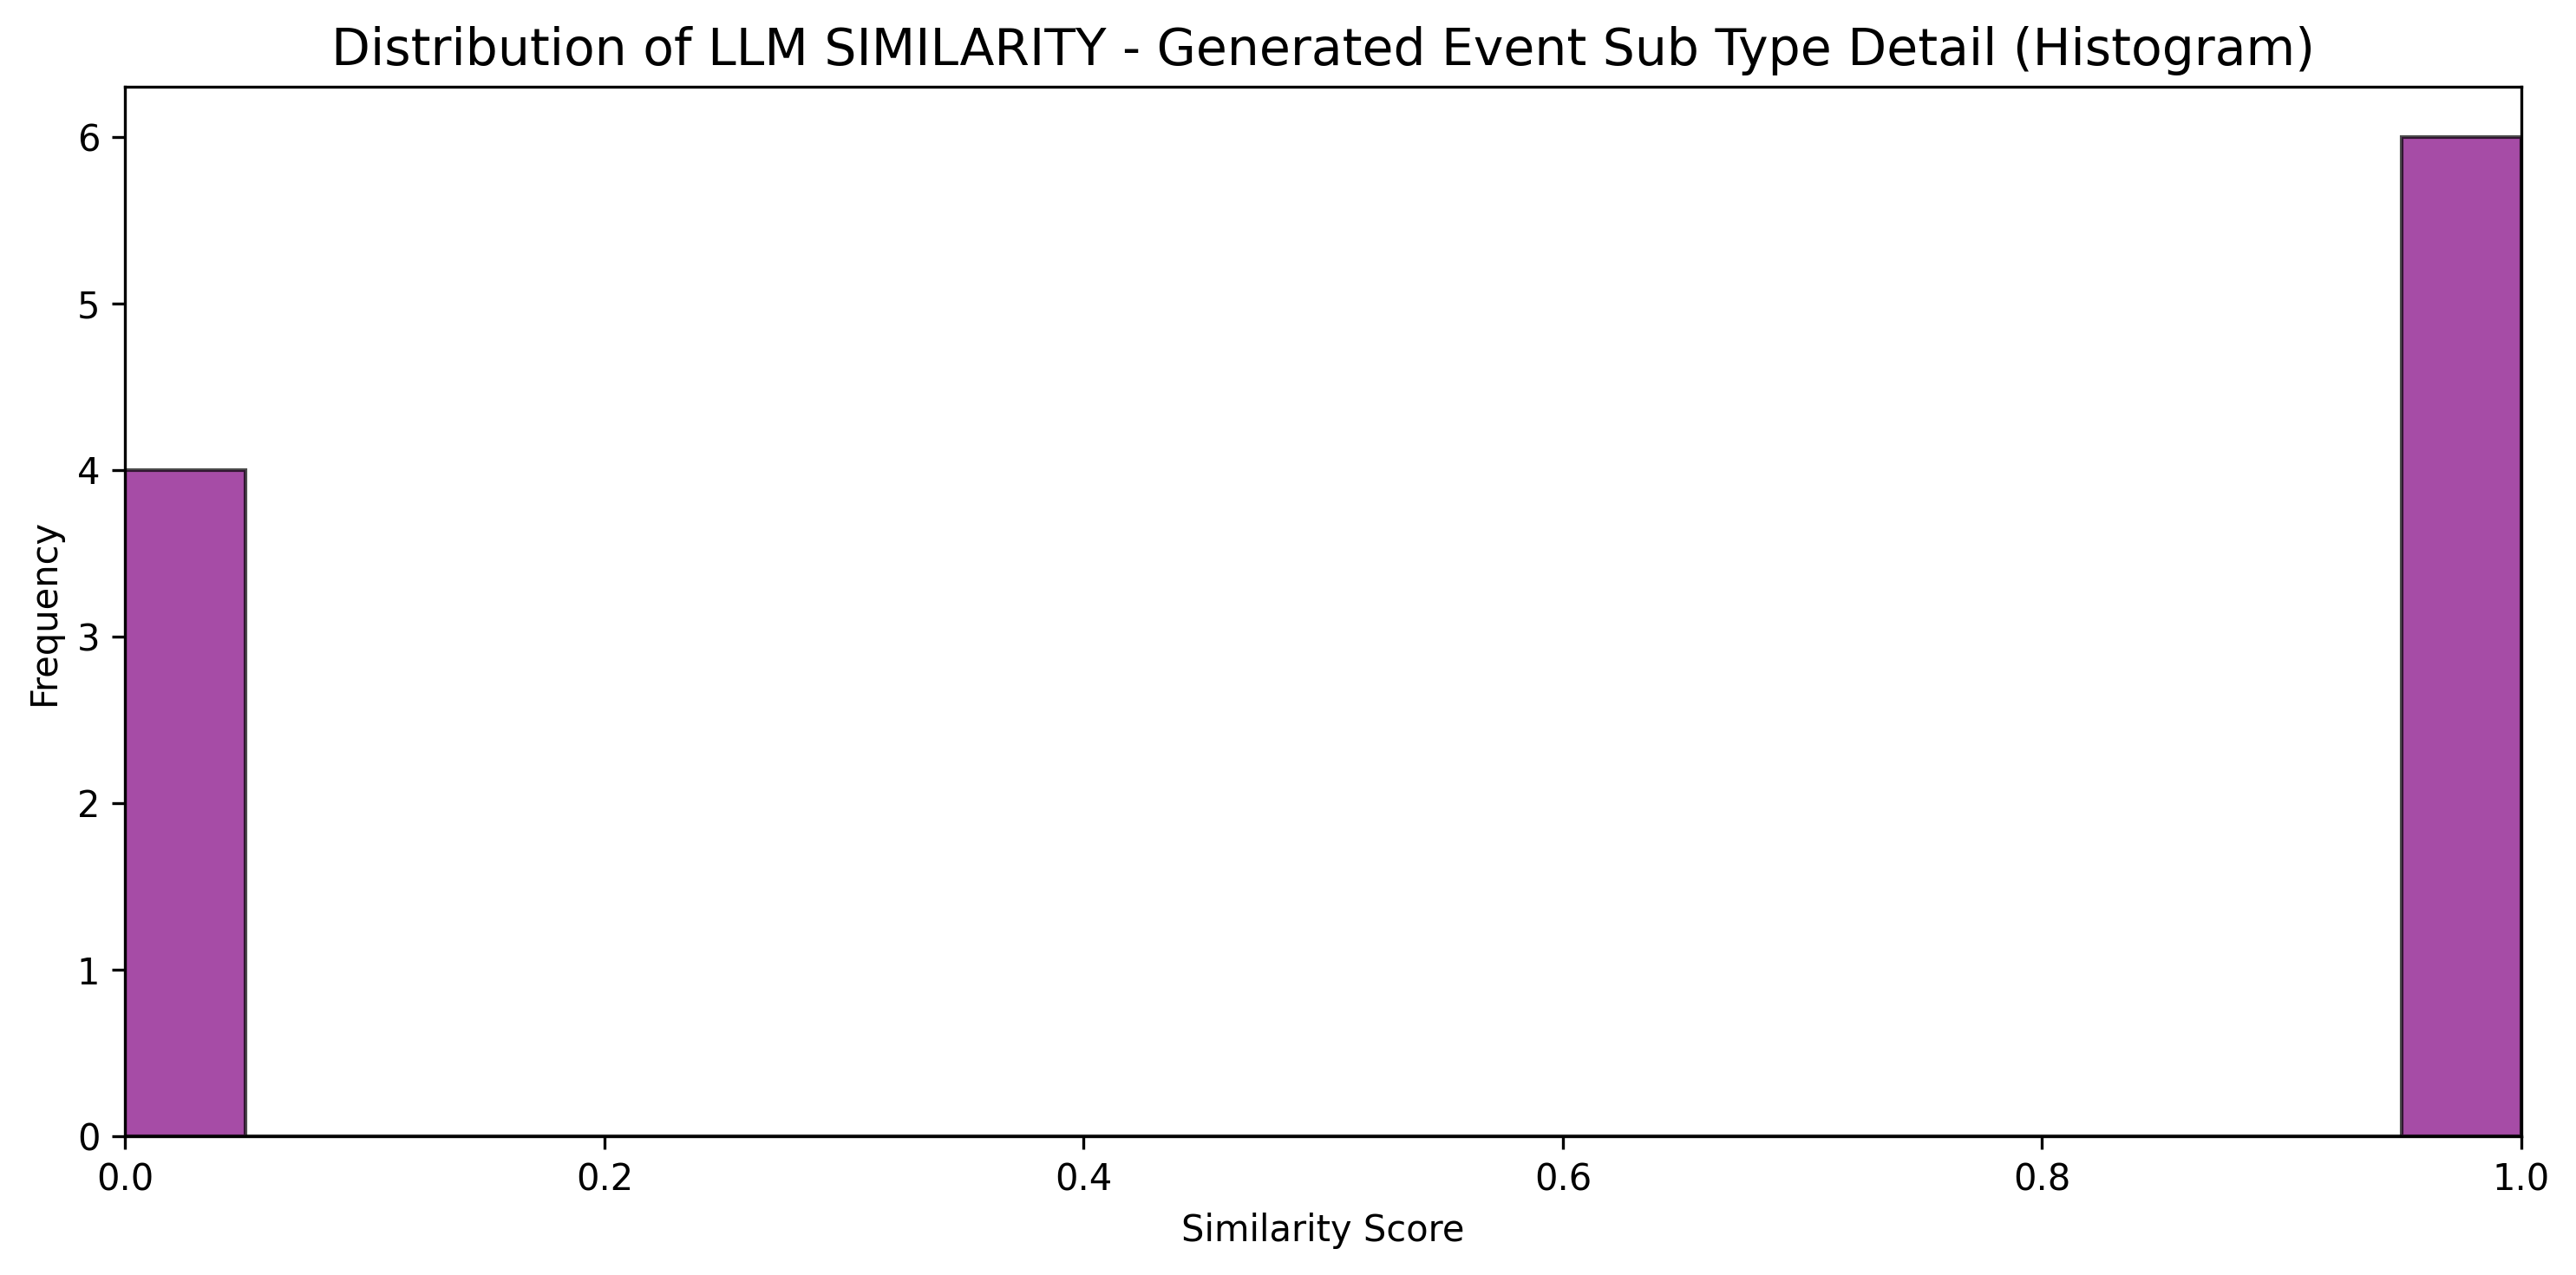 Distribution of LLM SIMILARITY - Generated Event Sub Type Detail (Histogram)
6
5
4
3
2
1
0
Frequency
0.0 0.2 0.4 0.6 0.8 1.0
Similarity Score